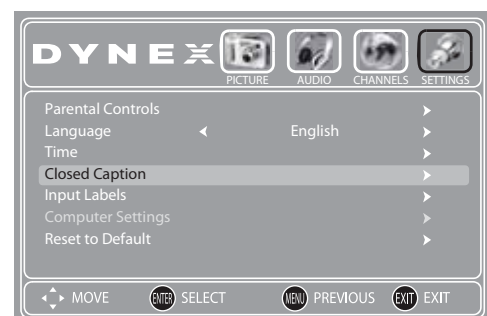 DYNEX
PICTURE AUDIO CHANNELS SETTINGS
Parental Controls
Language English
Time
Closed Caption
Input Labels
Computer Settings
Reset to Default
MOVE ENTER SELECT MENU PREVIOUS EXIT EXIT